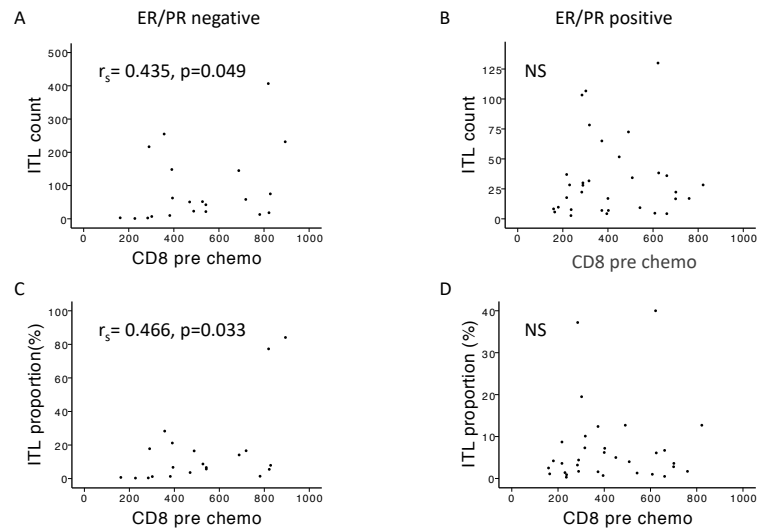 A
ER/PR negative
500
400
300
200
100
0
ITL count
r_s= 0.435, p=0.049
0 200 400 600 800 1000
CD8 pre chemo
B
ER/PR positive
125
100
75
50
25
0
ITL count
NS
0 200 400 600 800 1000
CD8 pre chemo
C
100
80
60
40
20
0
ITL proportion(%)
r_s= 0.466, p=0.033
0 200 400 600 800 1000
CD8 pre chemo
D
40
30
20
10
0
ITL proportion (%)
NS
0 200 400 600 800 1000
CD8 pre chemo